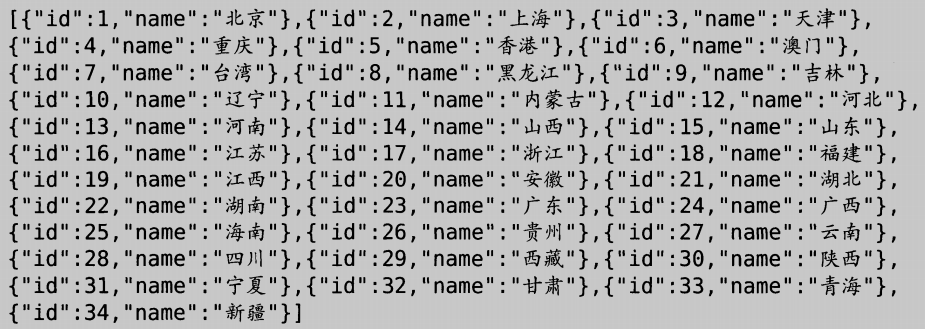 [{"id":1,"name":"北京"},{"id":2,"name":"上海"},{"id":3,"name":"天津"},
{"id":4,"name":"重庆"},{"id":5,"name":"香港"},{"id":6,"name":"澳门"},
{"id":7,"name":"台湾"},{"id":8,"name":"黑龙江"},{"id":9,"name":"吉林"},
{"id":10,"name":"辽宁"},{"id":11,"name":"内蒙古"},{"id":12,"name":"河北"},
{"id":13,"name":"河南"},{"id":14,"name":"山西"},{"id":15,"name":"山东"},
{"id":16,"name":"江苏"},{"id":17,"name":"浙江"},{"id":18,"name":"福建"},
{"id":19,"name":"江西"},{"id":20,"name":"安徽"},{"id":21,"name":"湖北"},
{"id":22,"name":"湖南"},{"id":23,"name":"广东"},{"id":24,"name":"广西"},
{"id":25,"name":"海南"},{"id":26,"name":"贵州"},{"id":27,"name":"云南"},
{"id":28,"name":"四川"},{"id":29,"name":"西藏"},{"id":30,"name":"陕西"},
{"id":31,"name":"宁夏"},{"id":32,"name":"甘肃"},{"id":33,"name":"青海"},
{"id":34,"name":"新疆"}]